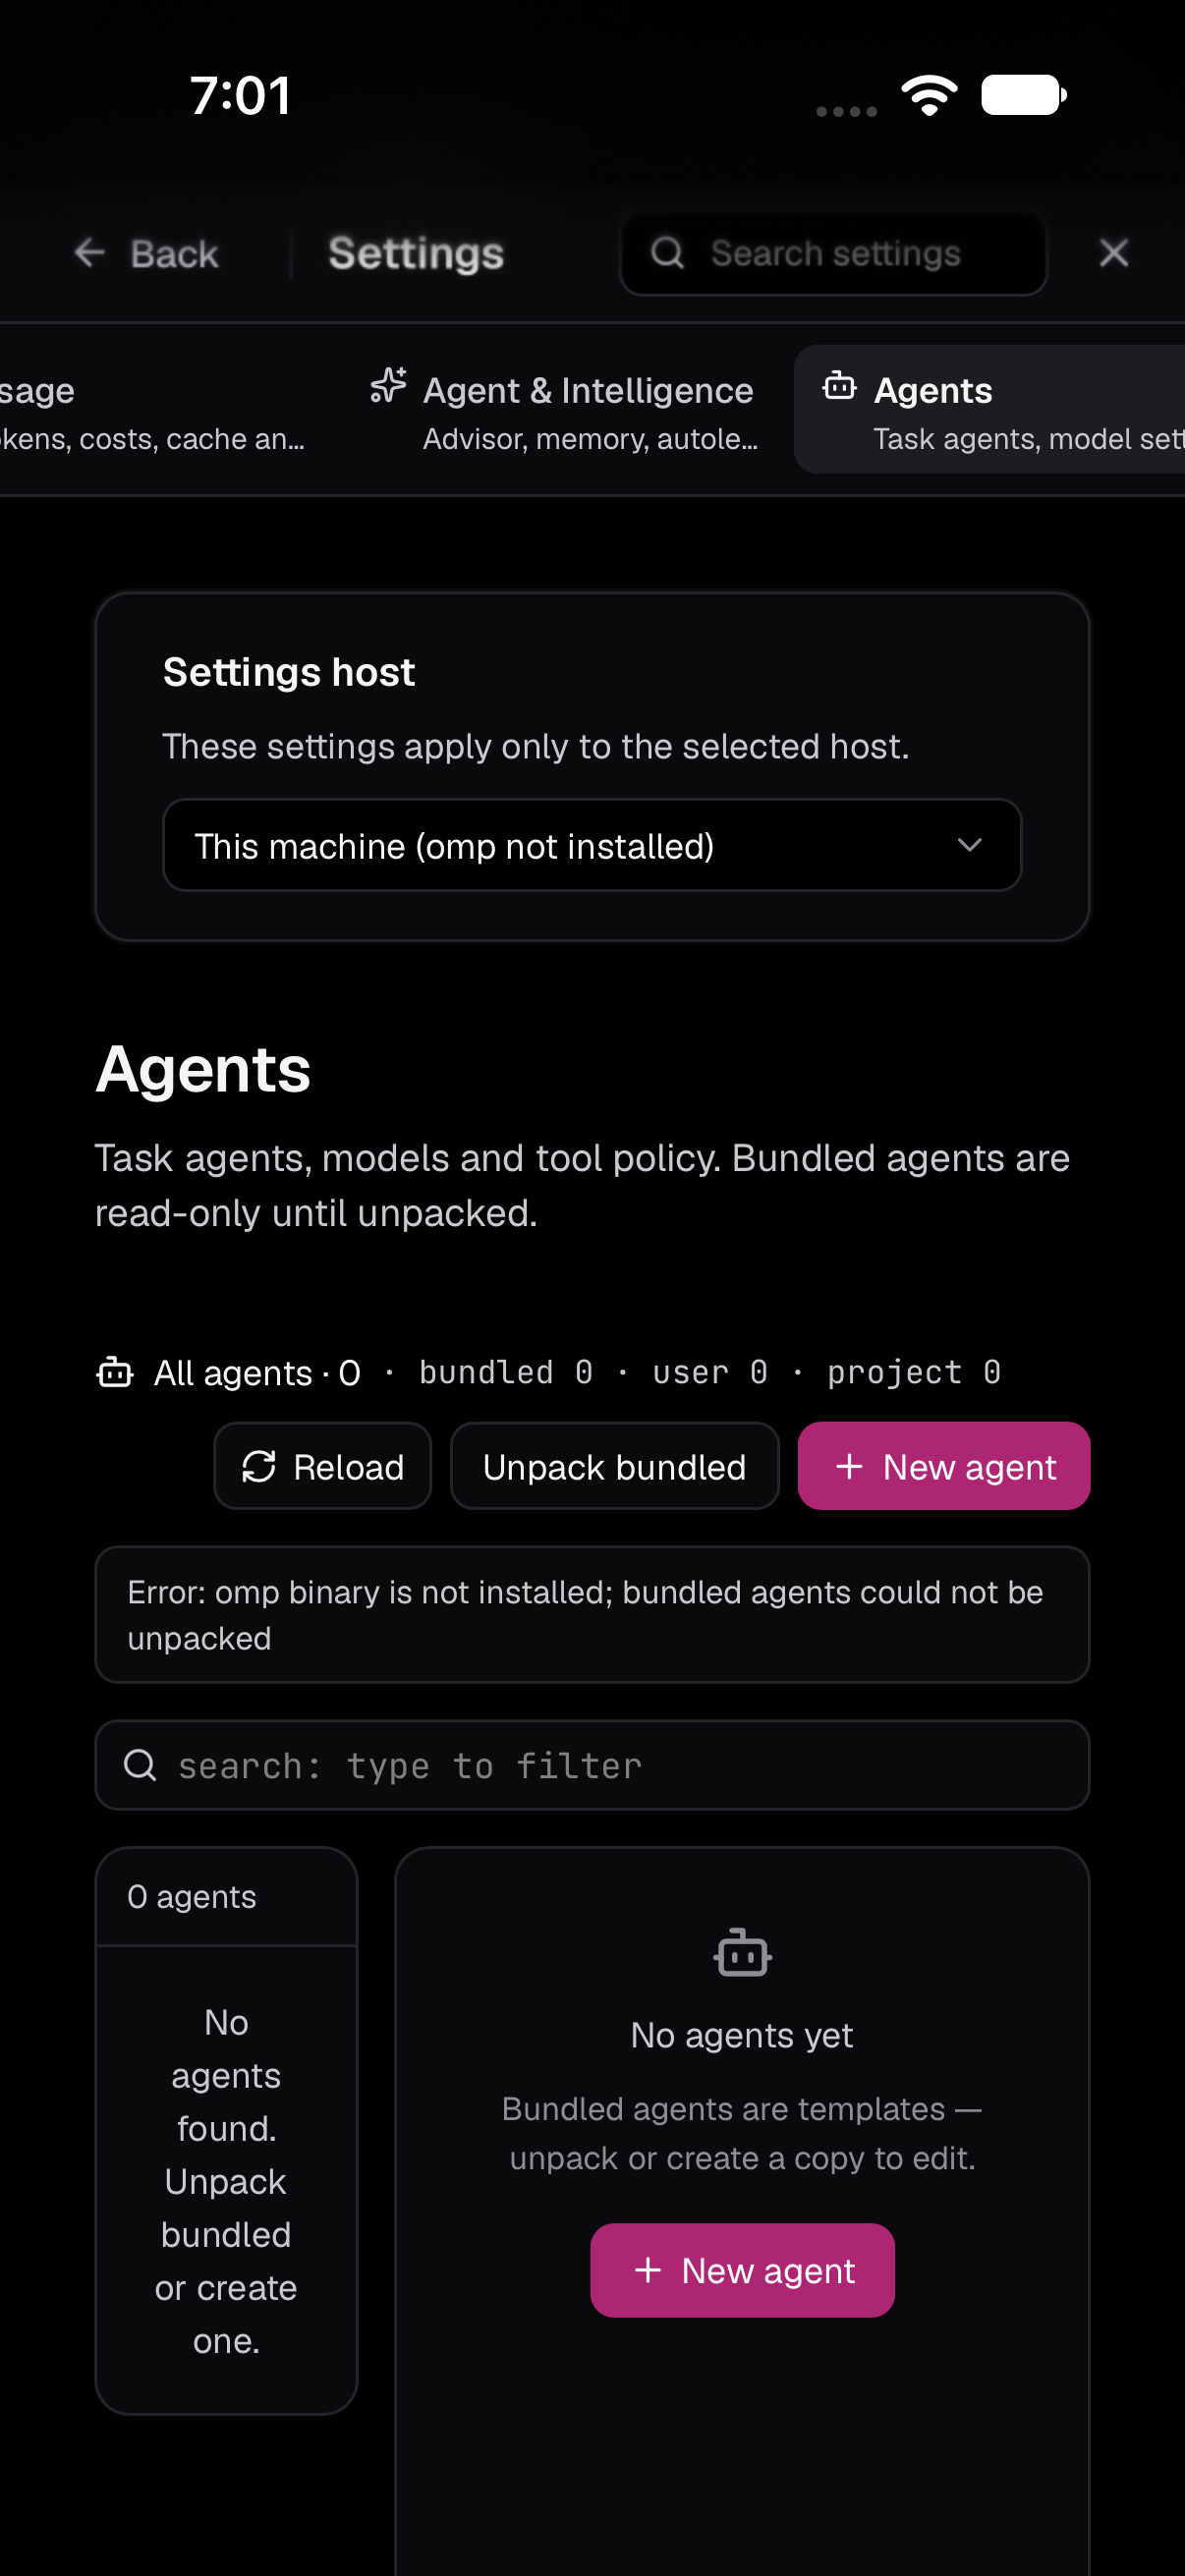 7:01
Back
Settings
Search settings
sage
kens, costs, cache an...
Agent & Intelligence
Advisor, memory, autole...
Agents
Task agents, model sett
Settings host
These settings apply only to the selected host.
This machine (omp not installed)
Agents
Task agents, models and tool policy. Bundled agents are
read-only until unpacked.
All agents · 0 · bundled 0 · user 0 · project 0
Reload
Unpack bundled
New agent
Error: omp binary is not installed; bundled agents could not be
unpacked
search: type to filter
0 agents
No
agents
found.
Unpack
bundled
or create
one.
No agents yet
Bundled agents are templates —
unpack or create a copy to edit.
New agent